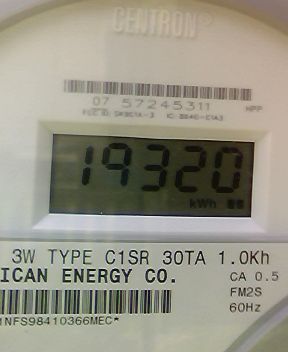 CENTRON®
07 57245311
HPP
19320
kWh
3W TYPE C1SR 30TA 1.0Kh
ICAN ENERGY CO.
CA 0.5
FM2S
60Hz
1NFS98410366MEC*